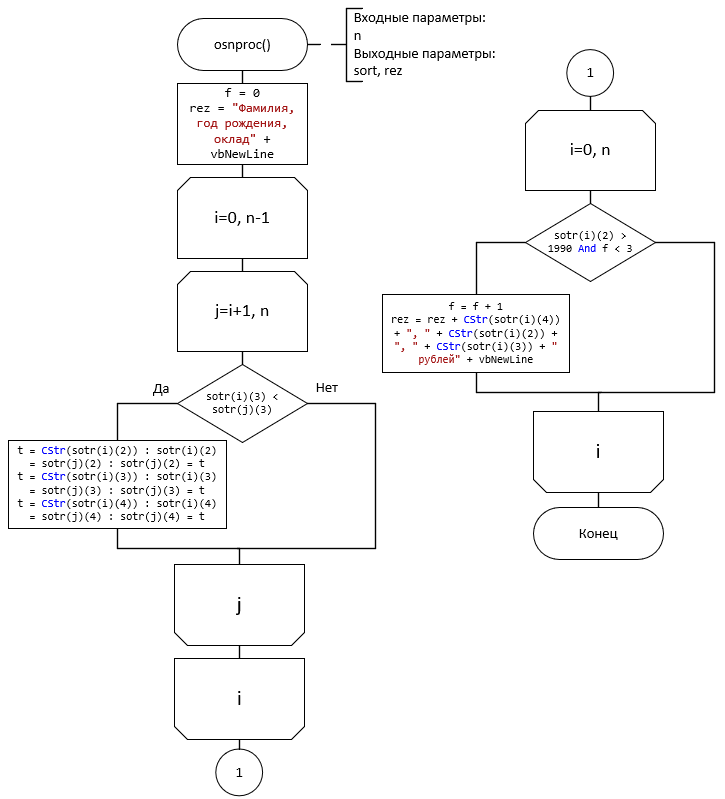 osnproc()
Входные параметры:
n
Выходные параметры:
sort, rez
f = 0
rez = "Фамилия,
год рождения,
оклад" +
vbNewLine
i=0, n-1
j=i+1, n
sotr(i)(3) <
sotr(j)(3)
Да
Нет
t = CStr(sotr(i)(2)) : sotr(i)(2)
= sotr(j)(2) : sotr(j)(2) = t
t = CStr(sotr(i)(3)) : sotr(i)(3)
= sotr(j)(3) : sotr(j)(3) = t
t = CStr(sotr(i)(4)) : sotr(i)(4)
= sotr(j)(4) : sotr(j)(4) = t
j
i
1
1
i=0, n
sotr(i)(2) >
1990 And f < 3
f = f + 1
rez = rez + CStr(sotr(i)(4))
+ ", " + CStr(sotr(i)(2)) +
", " + CStr(sotr(i)(3)) + "
рублей" + vbNewLine
i
Конец